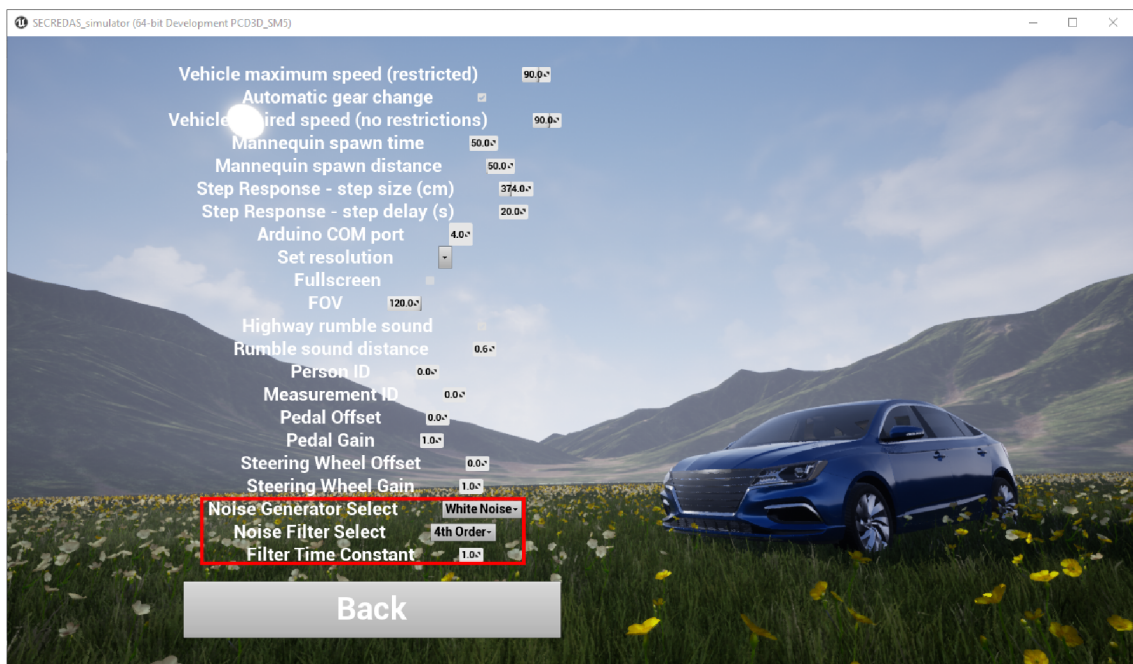 SECREDAS_simulator (64-bit Development PCD3D_SM5)
Vehicle maximum speed (restricted) 90.0
Automatic gear change
Vehicle ired speed (no restrictions) 90.0
Mannequin spawn time 50.0
Mannequin spawn distance 50.0
Step Response - step size (cm) 374.0
Step Response - step delay (s) 20.0
Arduino COM port 4.0
Set resolution
Fullscreen
FOV 120.0
Highway rumble sound
Rumble sound distance 0.6
Person ID 0.0
Measurement ID 0.0
Pedal Offset 0.0
Pedal Gain 1.0
Steering Wheel Offset 0.0
Steering Wheel Gain 1.0
Noise Generator Select White Noise
Noise Filter Select 4th Order
Filter Time Constant 1.0
Back